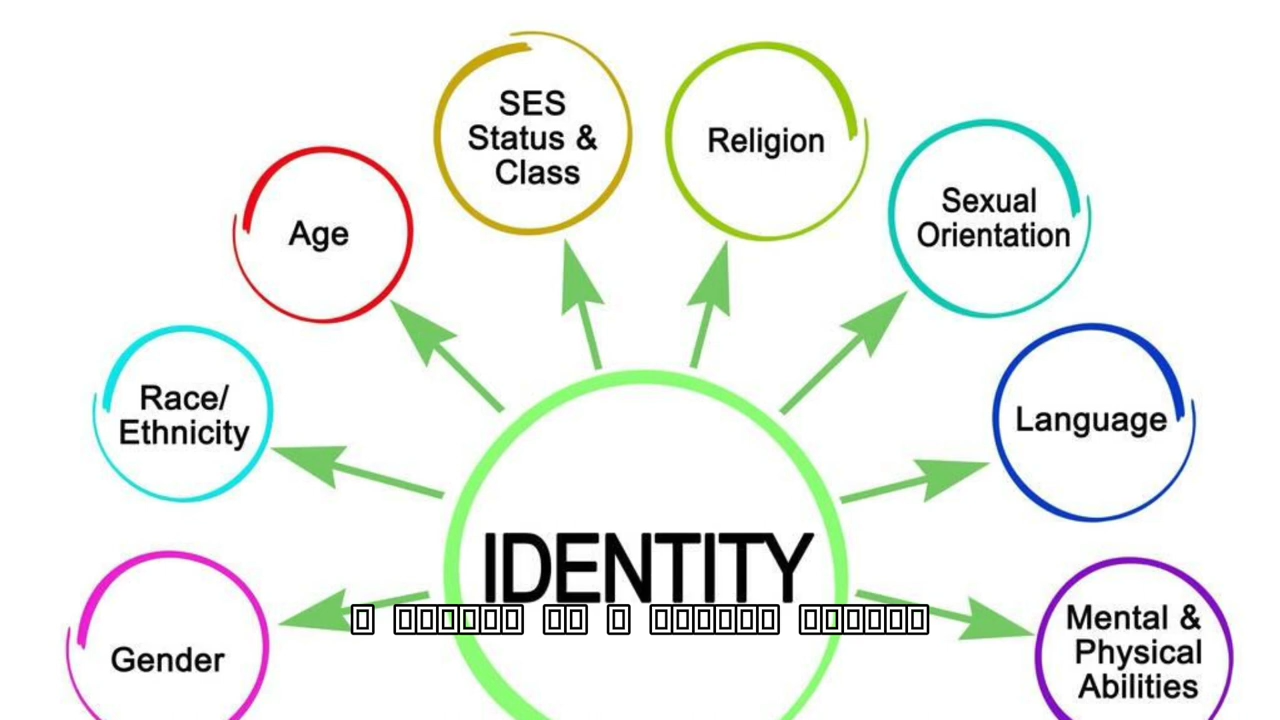 SES
Status &
Class
Religion
Sexual
Orientation
Age
Race/
Ethnicity
Language
IDENTITY
Gender
Mental &
Physical
Abilities